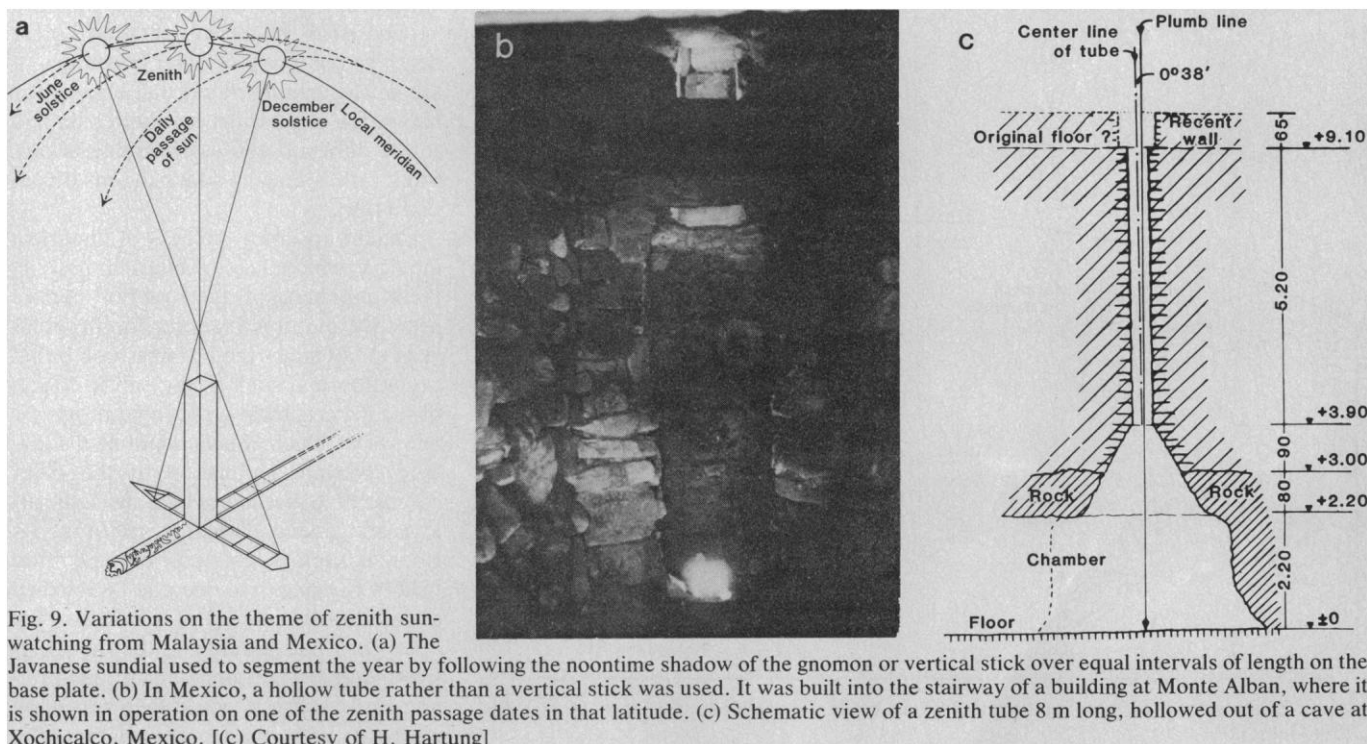 a
June
solstice
Zenith
December
solstice
Daily
passage
of sun
Local meridian
b
c
Plumb line
Center line
of tube
0°38'
Original floor ?
Recent
wall
65
+9.10
5.20
+3.90
90
+3.00
Rock
Rock
80
+2.20
Chamber
2.20
Floor
±0
Fig. 9. Variations on the theme of zenith sun-
watching from Malaysia and Mexico. (a) The
Javanese sundial used to segment the year by following the noontime shadow of the gnomon or vertical stick over equal intervals of length on the
base plate. (b) In Mexico, a hollow tube rather than a vertical stick was used. It was built into the stairway of a building at Monte Alban, where it
is shown in operation on one of the zenith passage dates in that latitude. (c) Schematic view of a zenith tube 8 m long, hollowed out of a cave at
Xochicalco, Mexico. [(c) Courtesy of H. Hartung]